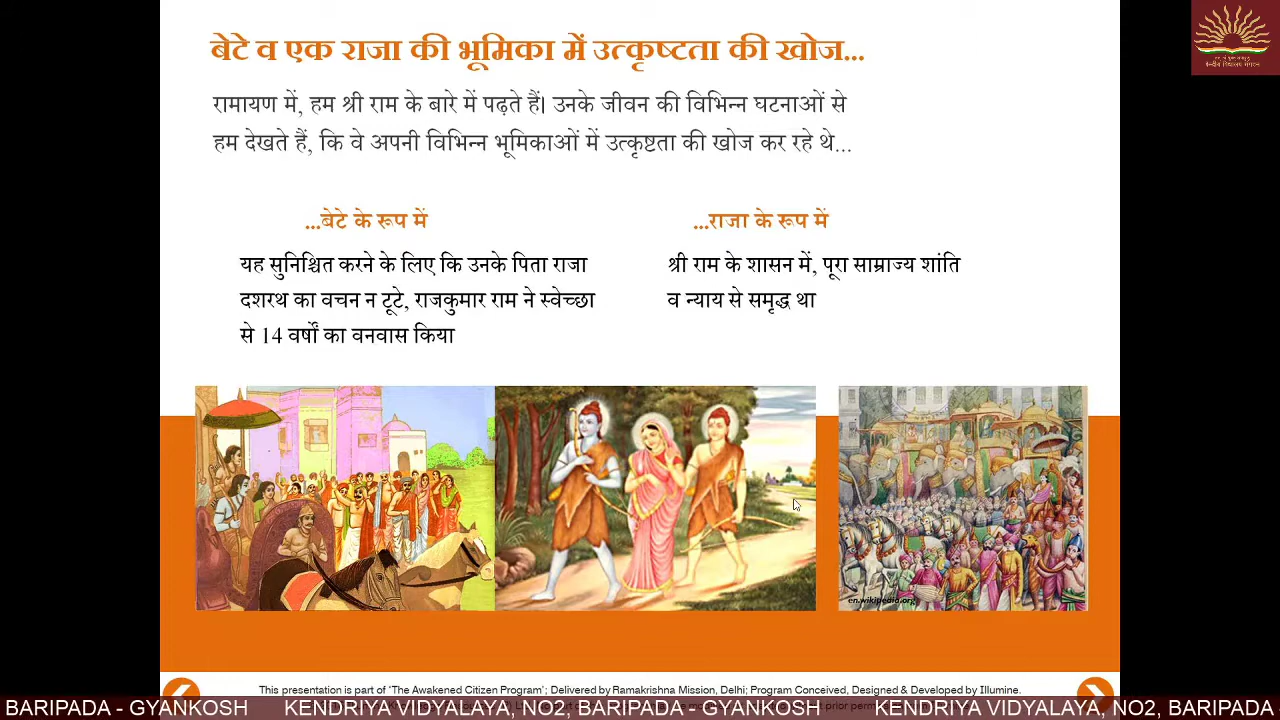 बेटे व एक राजा की भूमिका में उत्कृष्टता की खोज...
रामायण में, हम श्री राम के बारे में पढ़ते हैं। उनके जीवन की विभिन्न घटनाओं से
हम देखते हैं, कि वे अपनी विभिन्न भूमिकाओं में उत्कृष्टता की खोज कर रहे थे...
...बेटे के रूप में
यह सुनिश्चित करने के लिए कि उनके पिता राजा
दशरथ का वचन न टूटे, राजकुमार राम ने स्वेच्छा
से 14 वर्षों का वनवास किया
...राजा के रूप में
श्री राम के शासन में, पूरा साम्राज्य शांति
व न्याय से समृद्ध था
en.wikipedia.org
This presentation is part of 'The Awakened Citizen Program'; Delivered by Ramakrishna Mission, Delhi; Program Conceived, Designed & Developed by Illumine.
BARIPADA - GYANKOSH KENDRIYA VIDYALAYA, NO2, BARIPADA - GYANKOSH KENDRIYA VIDYALAYA, NO2, BARIPADA